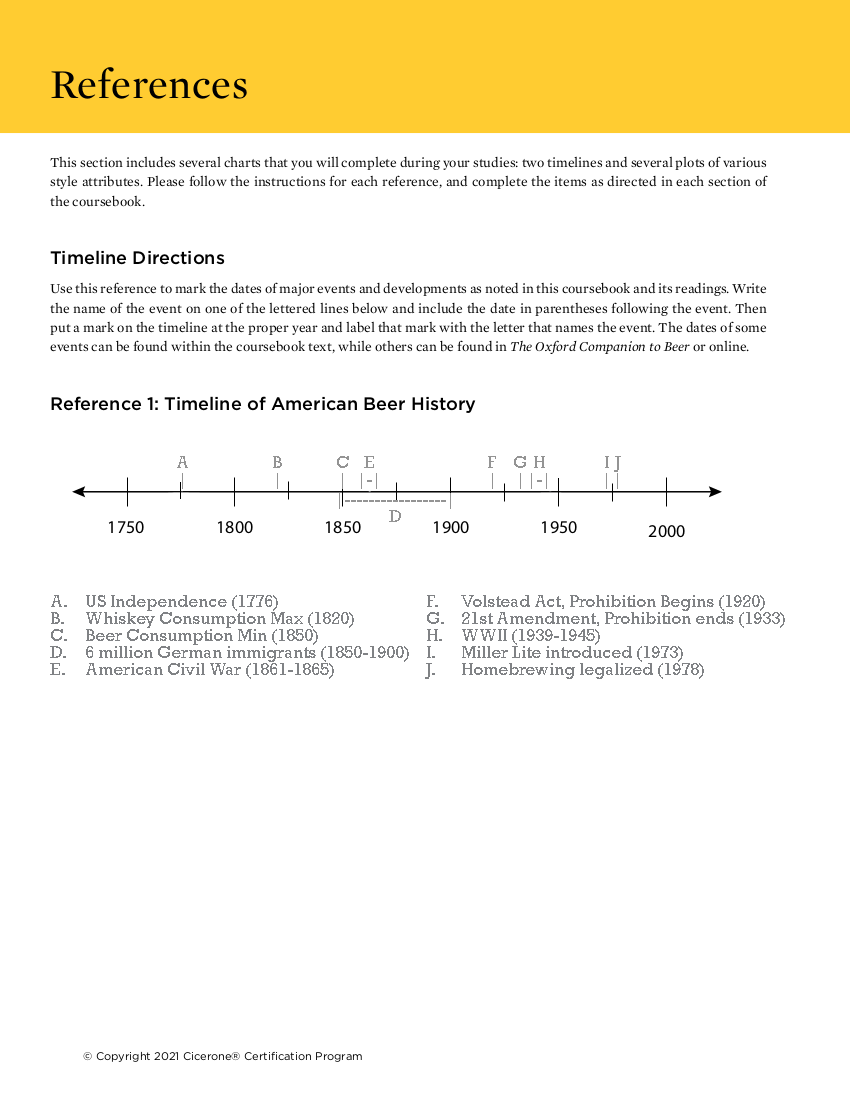 References
This section includes several charts that you will complete during your studies: two timelines and several plots of various
style attributes. Please follow the instructions for each reference, and complete the items as directed in each section of
the coursebook.
Timeline Directions
Use this reference to mark the dates of major events and developments as noted in this coursebook and its readings. Write
the name of the event on one of the lettered lines below and include the date in parentheses following the event. Then
put a mark on the timeline at the proper year and label that mark with the letter that names the event. The dates of some
events can be found within the coursebook text, while others can be found in The Oxford Companion to Beer or online.
Reference 1: Timeline of American Beer History
A B C E F G H I J
D
1750 1800 1850 1900 1950 2000
A. US Independence (1776)
B. Whiskey Consumption Max (1820)
C. Beer Consumption Min (1850)
D. 6 million German immigrants (1850-1900)
E. American Civil War (1861-1865)
F. Volstead Act, Prohibition Begins (1920)
G. 21st Amendment, Prohibition ends (1933)
H. WWII (1939-1945)
I. Miller Lite introduced (1973)
J. Homebrewing legalized (1978)
© Copyright 2021 Cicerone® Certification Program